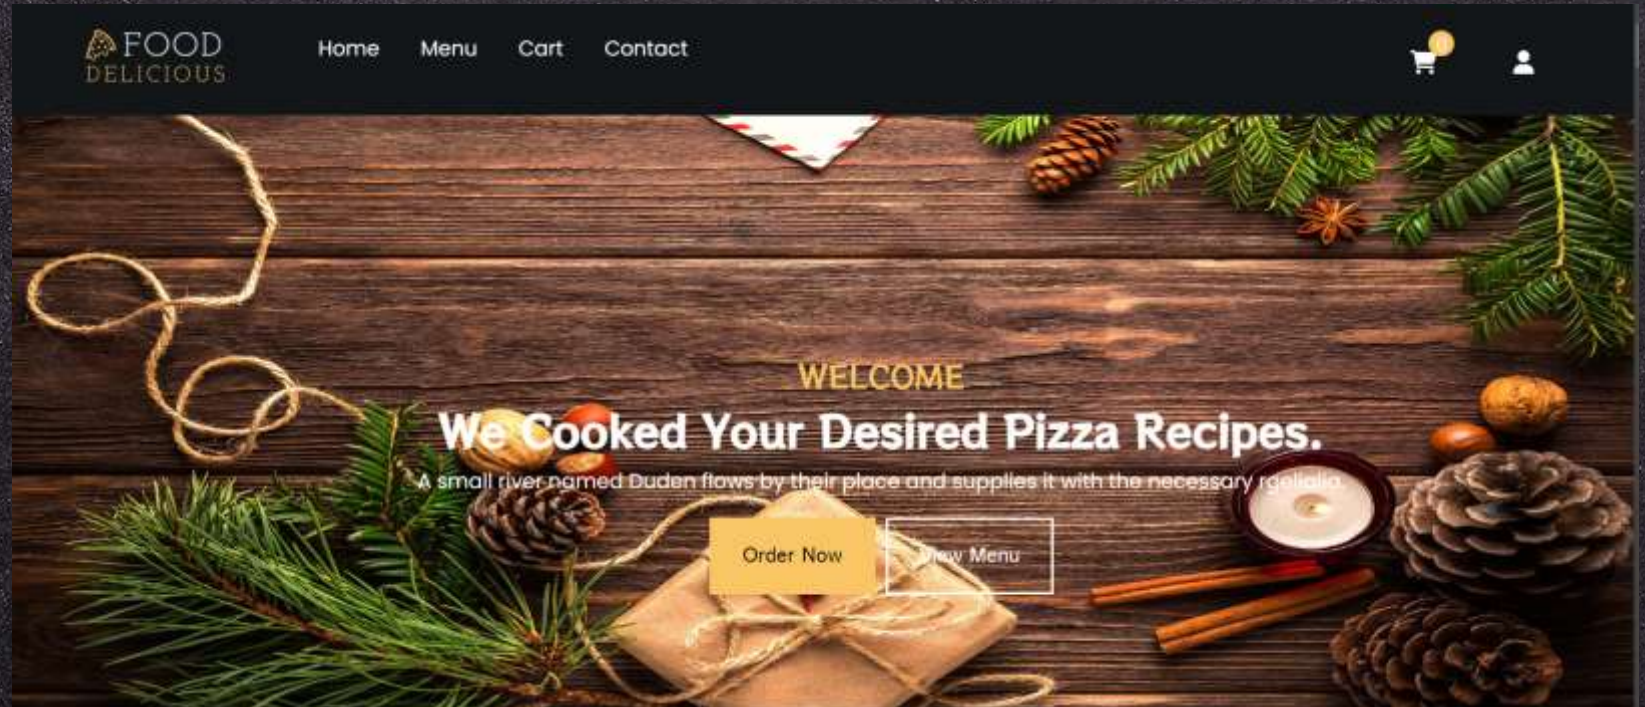 FOOD
DELICIOUS
Home Menu Cart Contact
WELCOME
We Cooked Your Desired Pizza Recipes.
A small river named Duden flows by their place and supplies it with the necessary
Order Now View Menu